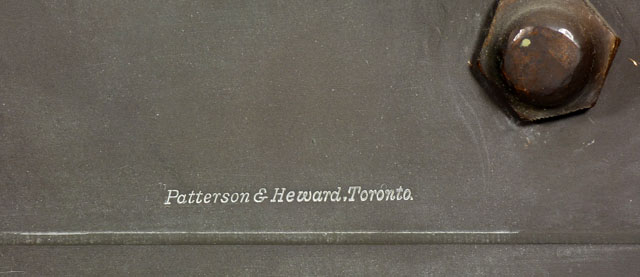 Patterson & Heward, Toronto.